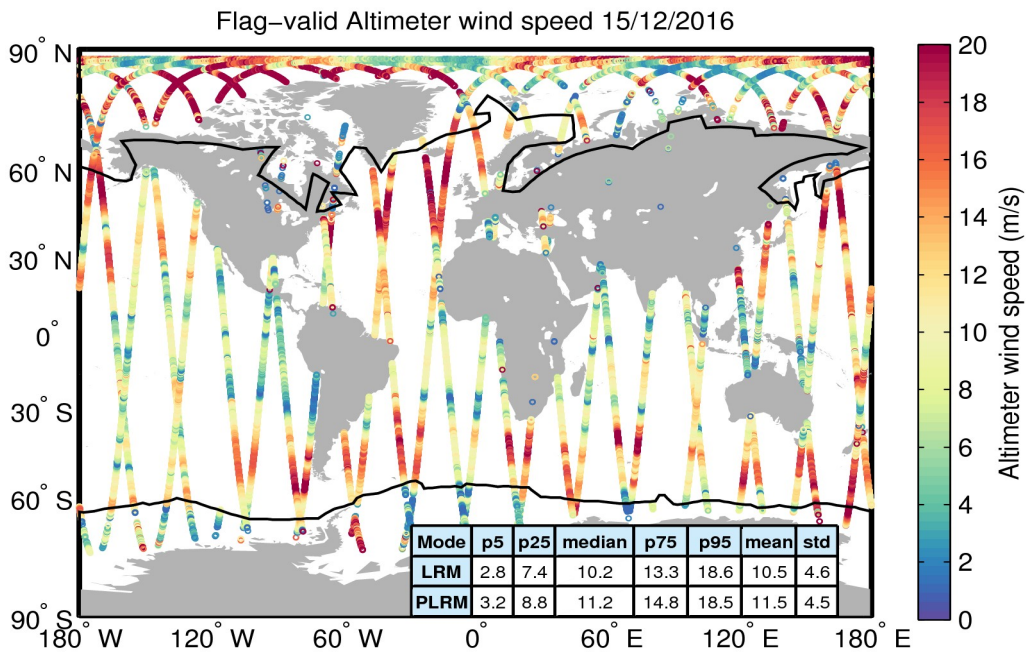 Flag−valid Altimeter wind speed 15/12/2016
90° N
60° N
30° N
0°
30° S
60° S
90° S
180° W
120° W
60° W
0°
60° E
120° E
180° E
Mode p5 p25 median p75 p95 mean std
LRM 2.8 7.4 10.2 13.3 18.6 10.5 4.6
PLRM 3.2 8.8 11.2 14.8 18.5 11.5 4.5
20
18
16
14
12
10
8
6
4
2
0
Altimeter wind speed (m/s)